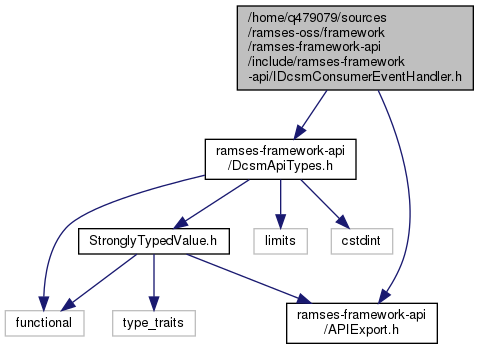 /home/q479079/sources
/ramses-oss/framework
/ramses-framework-api
/include/ramses-framework
-api/IDcsmConsumerEventHandler.h
ramses-framework-api
/DcsmApiTypes.h
StronglyTypedValue.h
limits
cstdint
functional
type_traits
ramses-framework-api
/APIExport.h